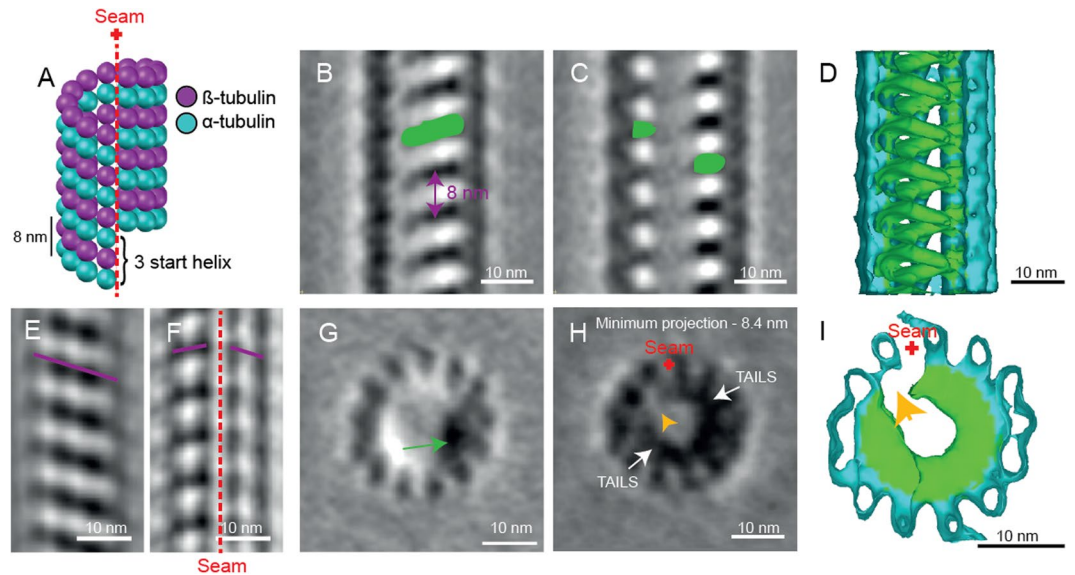 Seam
A
ß-tubulin
α-tubulin
8 nm
3 start helix
B
8 nm
10 nm
C
10 nm
D
10 nm
E
10 nm
F
10 nm
Seam
G
10 nm
H
Minimum projection - 8.4 nm
Seam
TAILS
TAILS
10 nm
I
Seam
10 nm